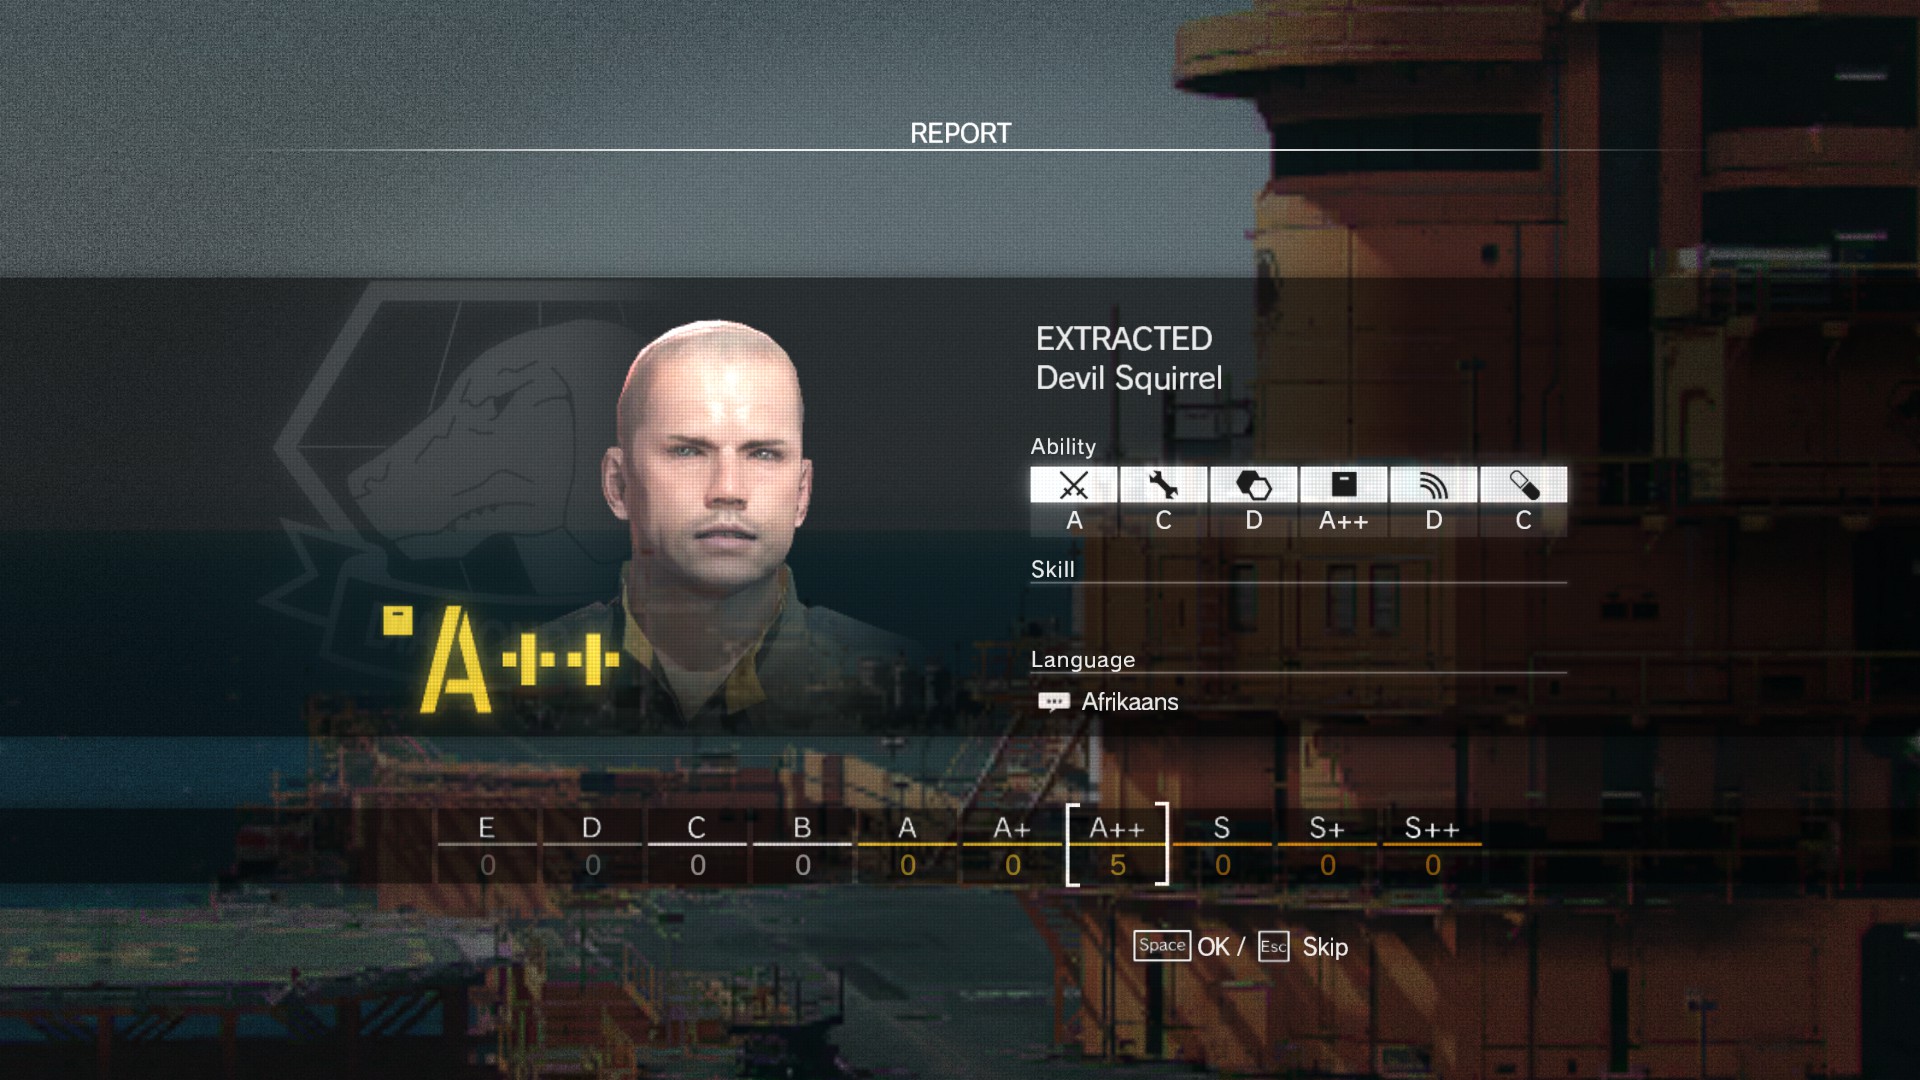 REPORT
EXTRACTED
Devil Squirrel
Ability
A C D A++ D C
Skill
Language
Afrikaans
A++
E D C B A A+ A++ S S+ S++
0 0 0 0 0 0 5 0 0 0
Space OK / Esc Skip